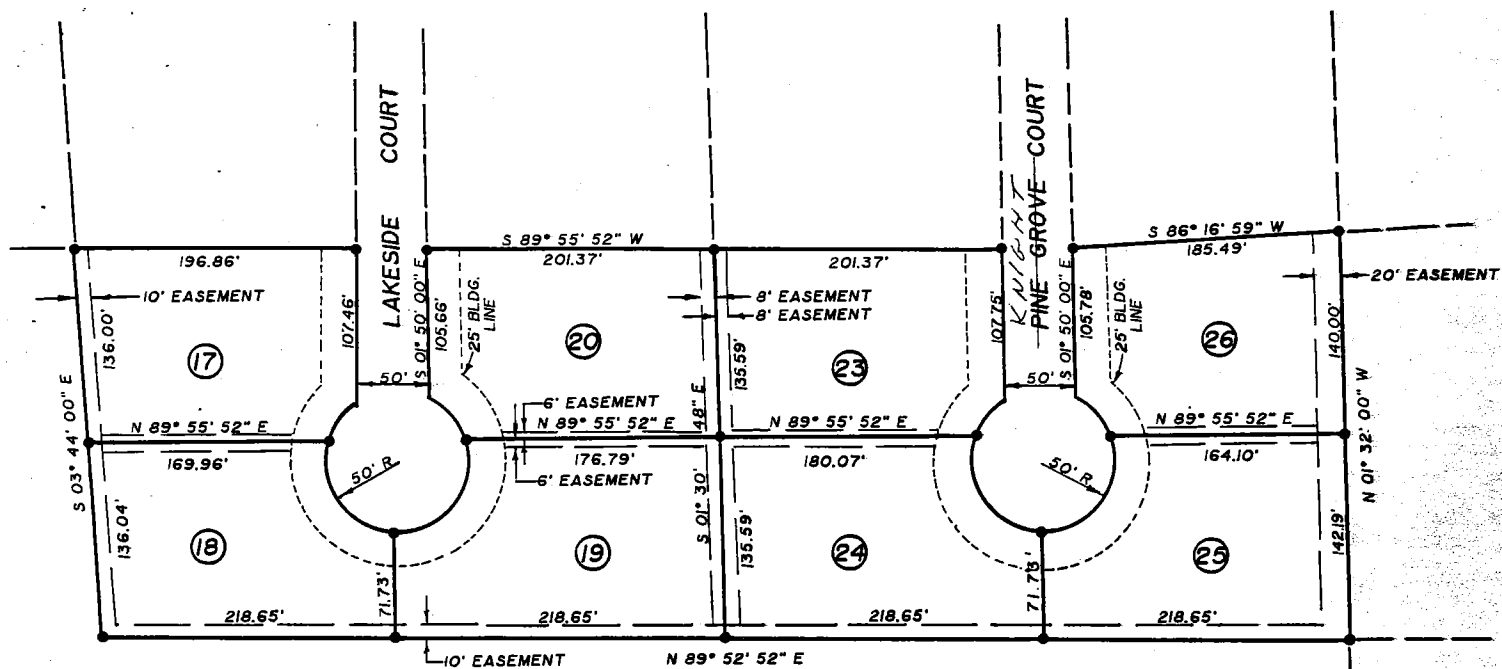 LAKESIDE COURT
KNIGHT
PINE GROVE COURT
S 89° 55' 52" W
S 86° 16' 59" W
196.86'
201.37'
201.37'
185.49'
10' EASEMENT
8' EASEMENT
8' EASEMENT
20' EASEMENT
136.00'
107.46'
S 01° 50' 00" E
105.66'
25' BLDG.
LINE
135.59'
107.75'
S 01° 50' 00" E
105.78'
25' BLDG.
LINE
140.00'
17
20
23
26
50'
50'
S 03° 44' 00" E
N 01° 32' 00" W
6' EASEMENT
N 89° 55' 52" E
N 89° 55' 52" E
N 89° 55' 52" E
N 89° 55' 52" E
169.96'
176.79'
180.07'
164.10'
6' EASEMENT
50' R
50' R
S 01° 30' 48" E
136.04'
135.59'
142.19'
18
19
24
25
71.73'
71.73'
218.65'
218.65'
218.65'
218.65'
10' EASEMENT
N 89° 52' 52" E